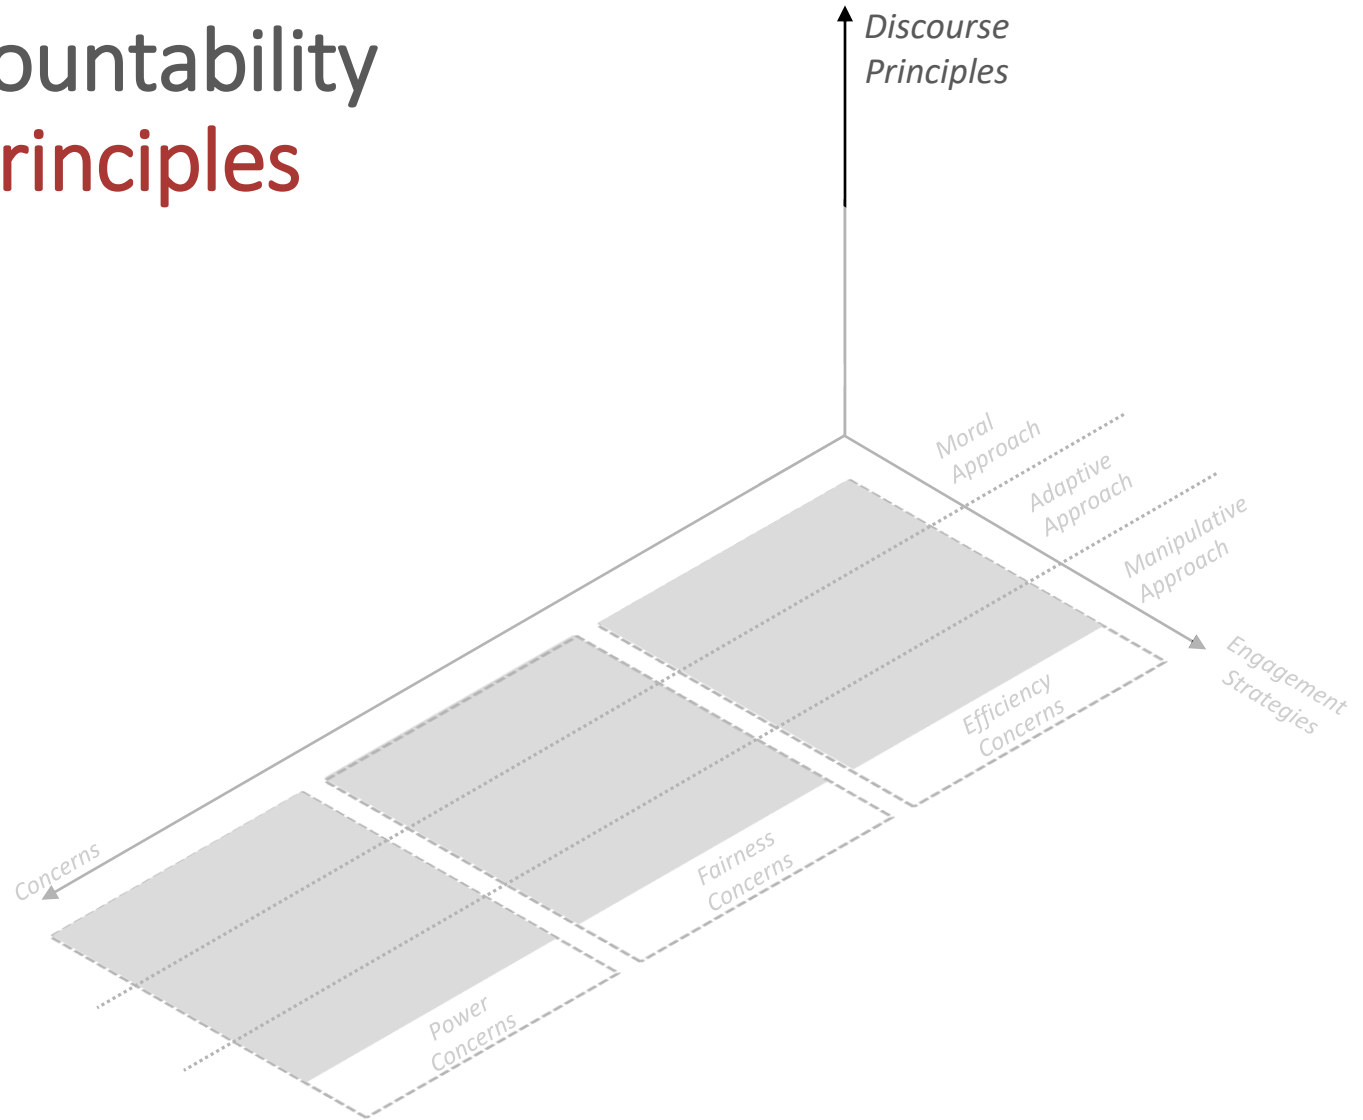 ountability
rinciples
Discourse
Principles
Moral
Approach
Adaptive
Approach
Manipulative
Approach
Engagement
Strategies
Efficiency
Concerns
Fairness
Concerns
Concerns
Power
Concerns